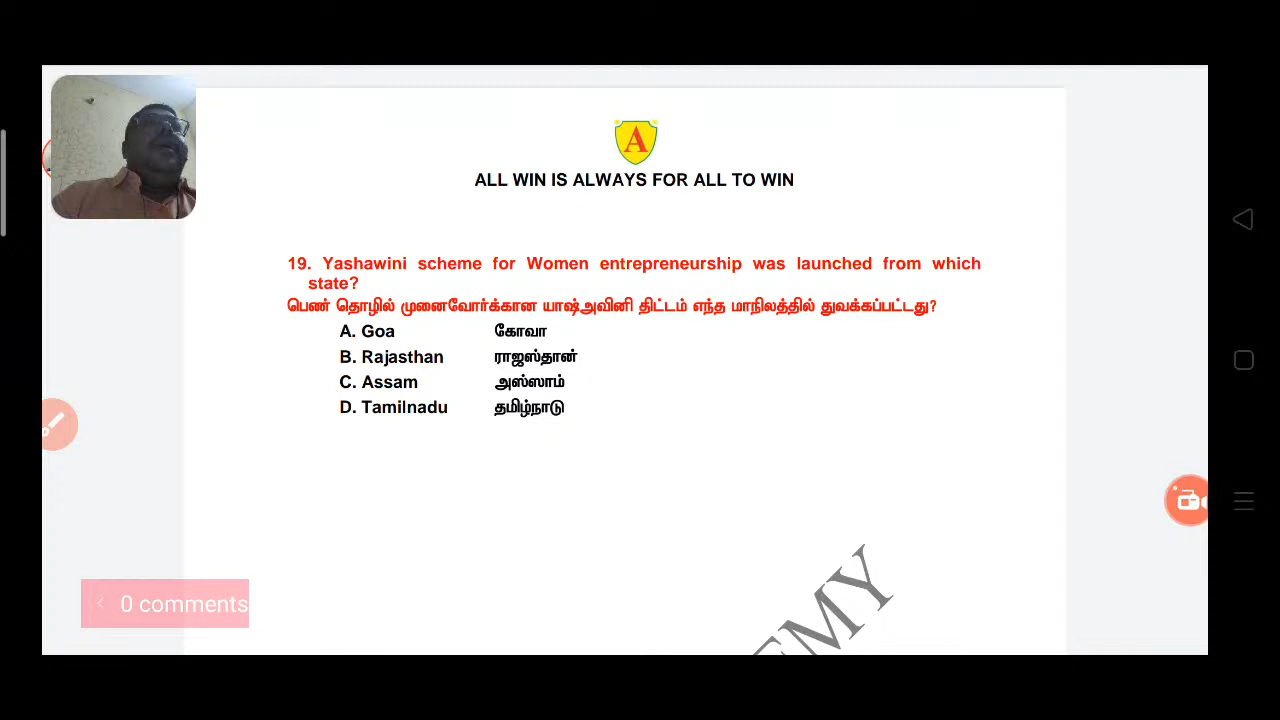 A
ALL WIN IS ALWAYS FOR ALL TO WIN
19. Yashawini scheme for Women entrepreneurship was launched from which
state?
பெண் தொழில் முனைவோர்க்கான யாஷ்அவினி திட்டம் எந்த மாநிலத்தில் துவக்கப்பட்டது?
A. Goa கோவா
B. Rajasthan ராஜஸ்தான்
C. Assam அஸ்ஸாம்
D. Tamilnadu தமிழ்நாடு
0 comments